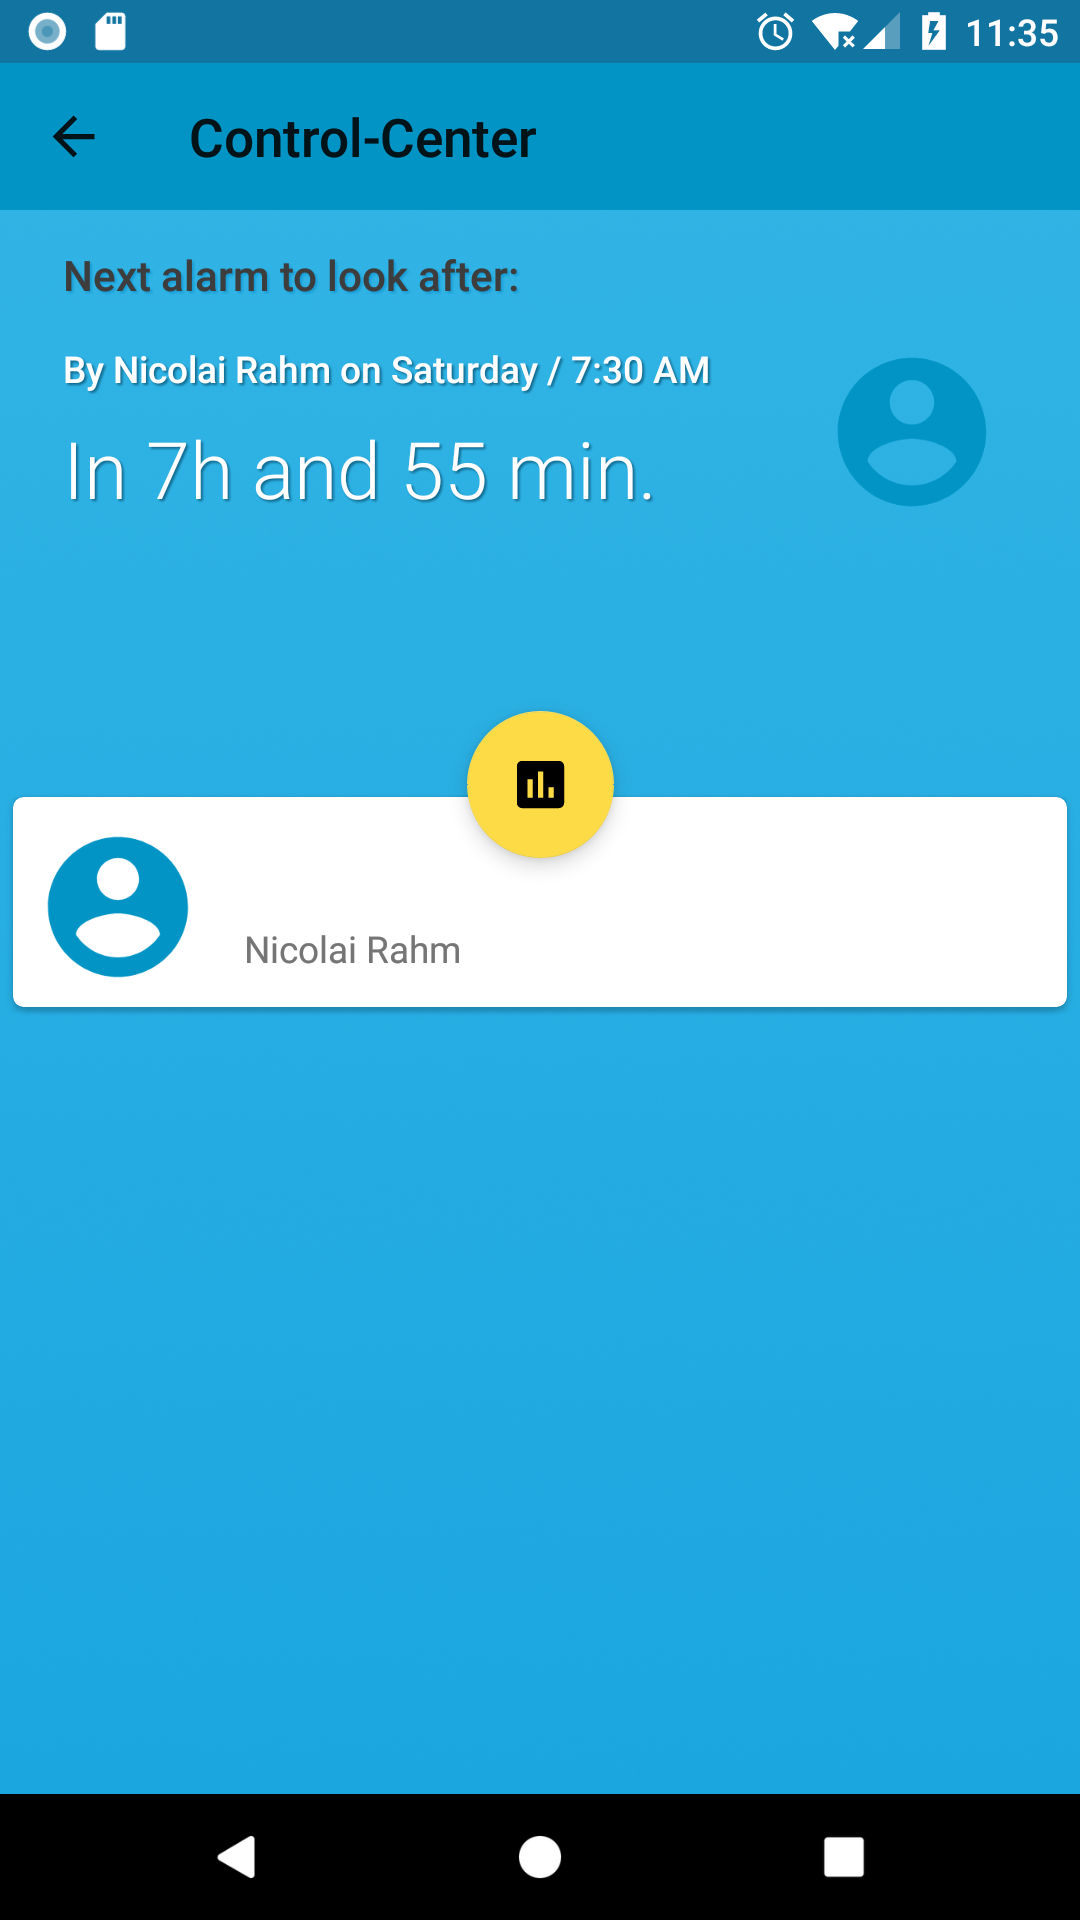 11:35
Control-Center
Next alarm to look after:
By Nicolai Rahm on Saturday / 7:30 AM
In 7h and 55 min.
Nicolai Rahm